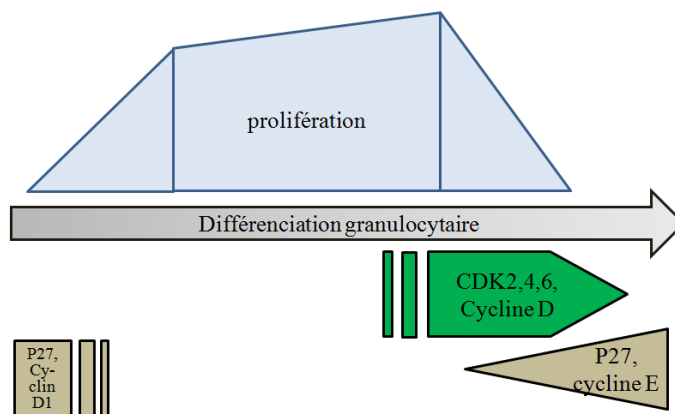 prolifération
Différenciation granulocytaire
CDK2,4,6,
Cycline D
P27,
Cy-
clin
D1
P27,
cycline E